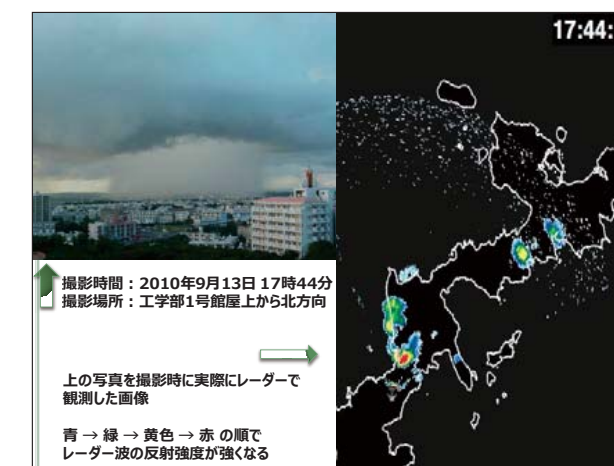 17:44:
撮影時間：2010年9月13日 17時44分
撮影場所：工学部1号館屋上から北方向
上の写真を撮影時に実際にレーダーで
観測した画像
青 → 緑 → 黄色 → 赤 の順で
レーダー波の反射強度が強くなる